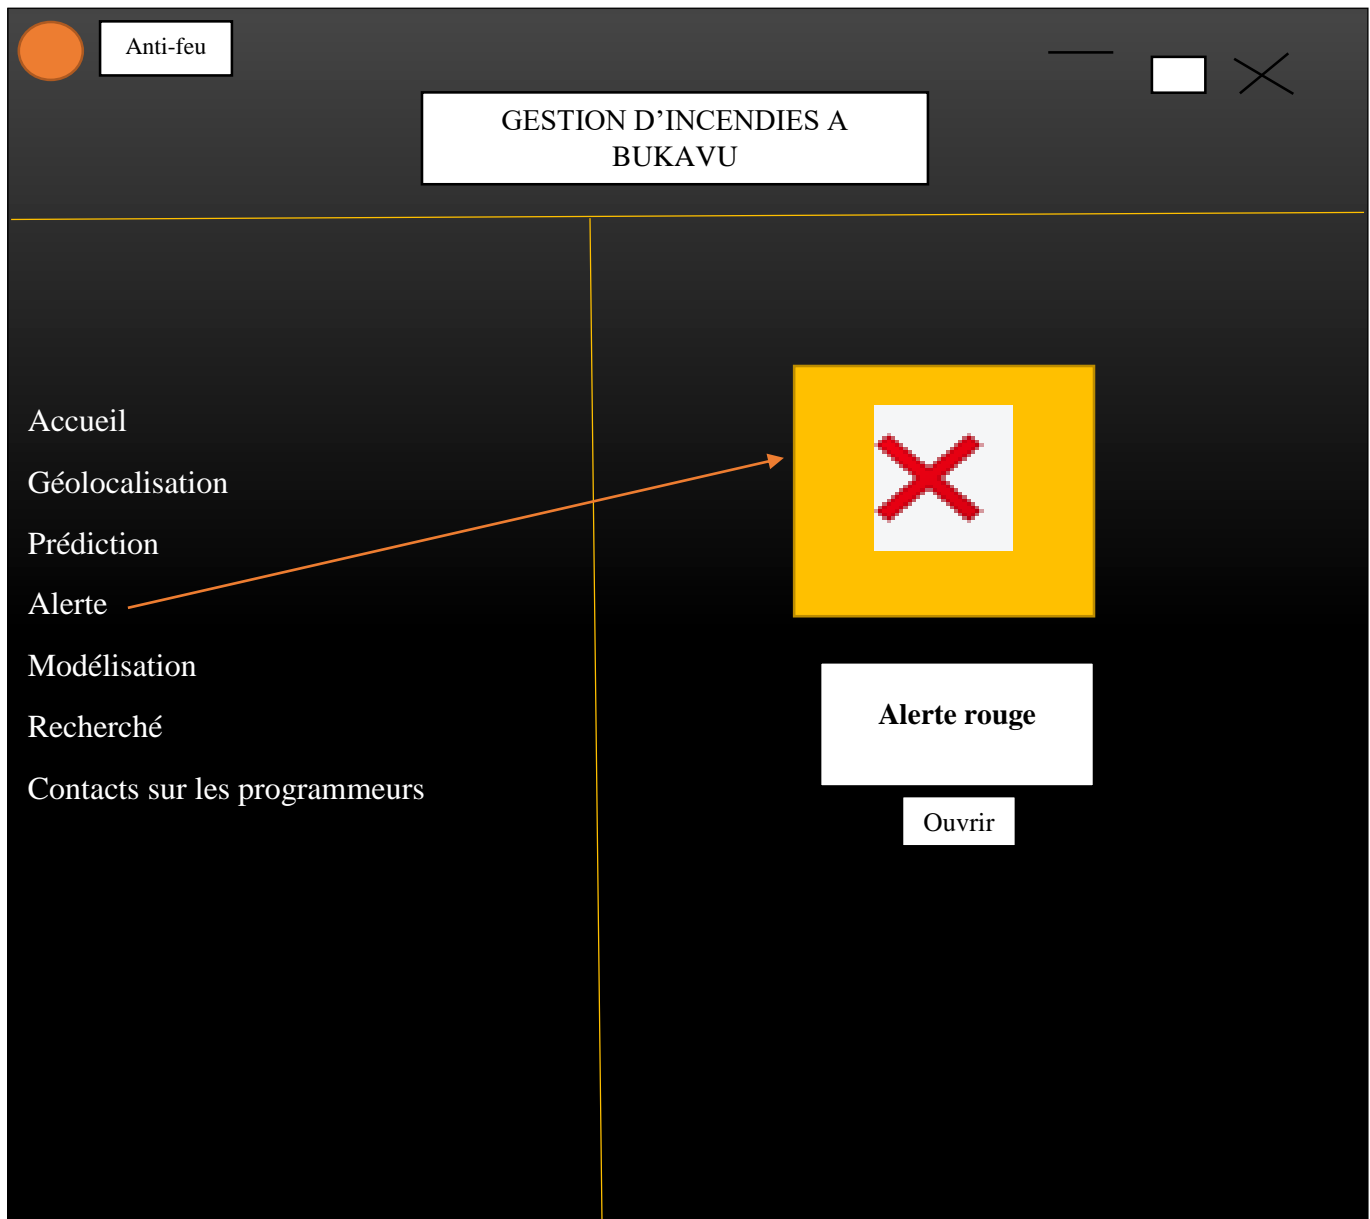 Anti-feu
GESTION D’INCENDIES A
BUKAVU
Accueil
Géolocalisation
Prédiction
Alerte
Modélisation
Recherché
Contacts sur les programmeurs
Alerte rouge
Ouvrir